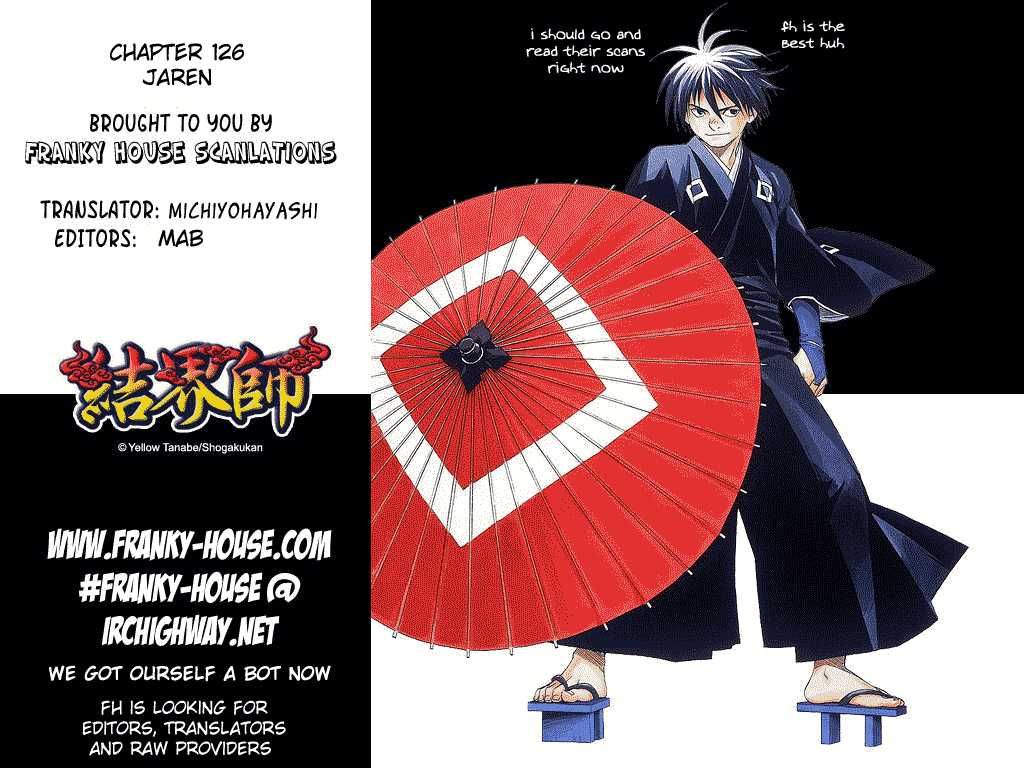 CHAPTER 126
JAREN
BROUGHT TO YOU BY
FRANKY HOUSE SCANLATIONS
TRANSLATOR: MICHIYOHAYASHI
EDITORS: MAB
結界師
© Yellow Tanabe/Shogakukan
WWW.FRANKY-HOUSE.COM
#FRANKY-HOUSE @
IRCHIGHWAY.NET
WE GOT OURSELF A BOT NOW
FH IS LOOKING FOR
EDITORS, TRANSLATORS
AND RAW PROVIDERS
i should go and
read their scans
right now
fh is the
best huh